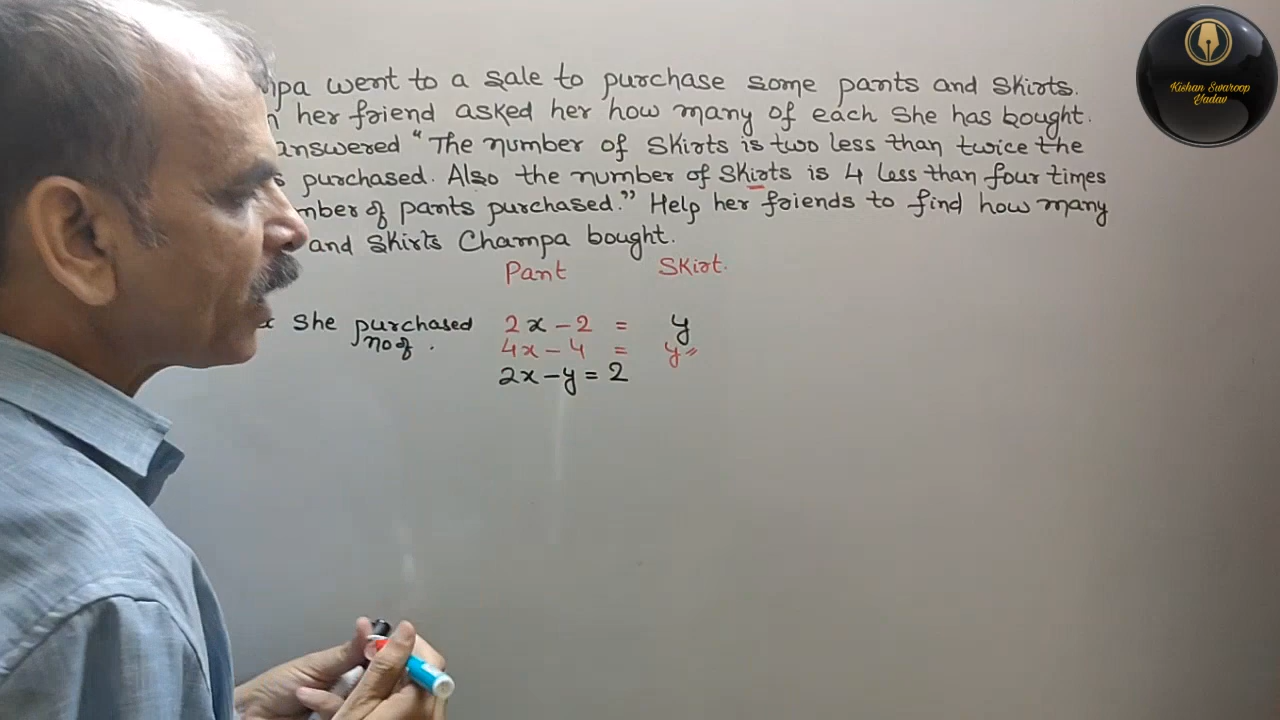 went to a sale to purchase some pants and skirts.
her friend asked her how many of each she has bought.
answered "The number of skirts is two less than twice the
purchased. Also the number of skirts is 4 less than four times
of pants purchased." Help her friends to find how many
and skirts Champa bought.
Pant Skirt.
She purchased 2x - 2 = y
no of . 4x - 4 = y
2x - y = 2
Kishan Swaroop
Yadav